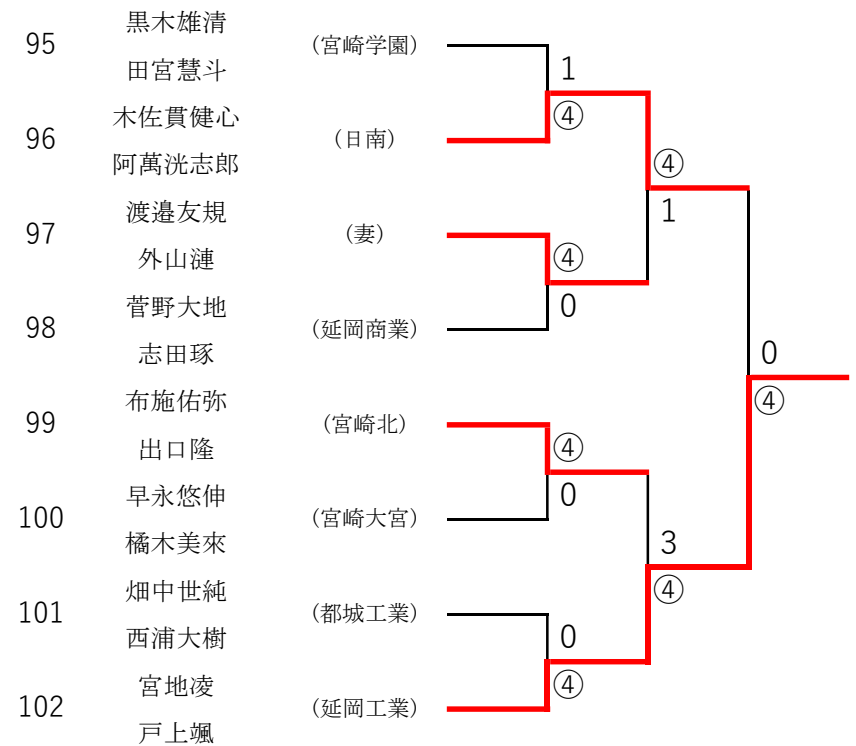 黒木雄清
95 (宮崎学園)
田宮慧斗
1
木佐貫健心
④
96 (日南)
阿萬洸志郎
④
渡邉友規
1
97 (妻)
外山漣
④
菅野大地
0
98 (延岡商業)
志田琢
0
布施佑弥
④
99 (宮崎北)
出口隆
④
早永悠伸
0
100 (宮崎大宮)
橘木美來
3
畑中世純
④
101 (都城工業)
西浦大樹
0
宮地凌
④
102 (延岡工業)
戸上颯